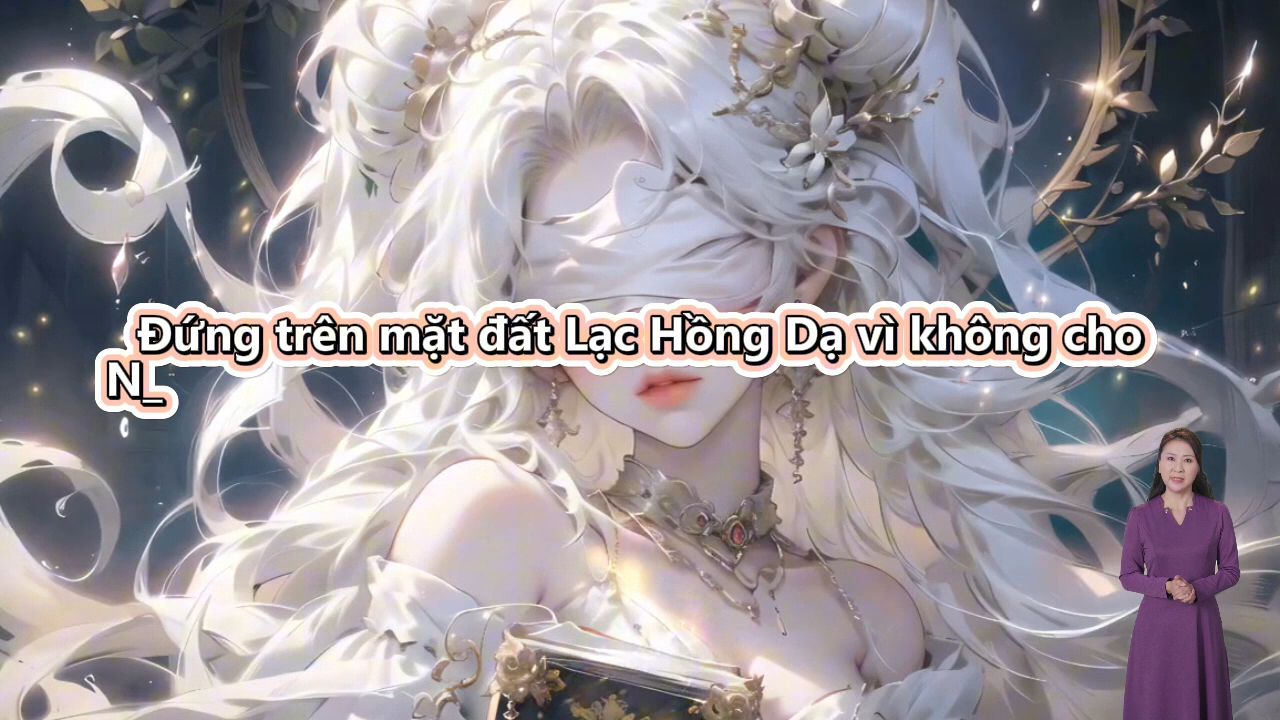 Đứng trên mặt đất Lạc Hồng Dạ vì không cho
N_